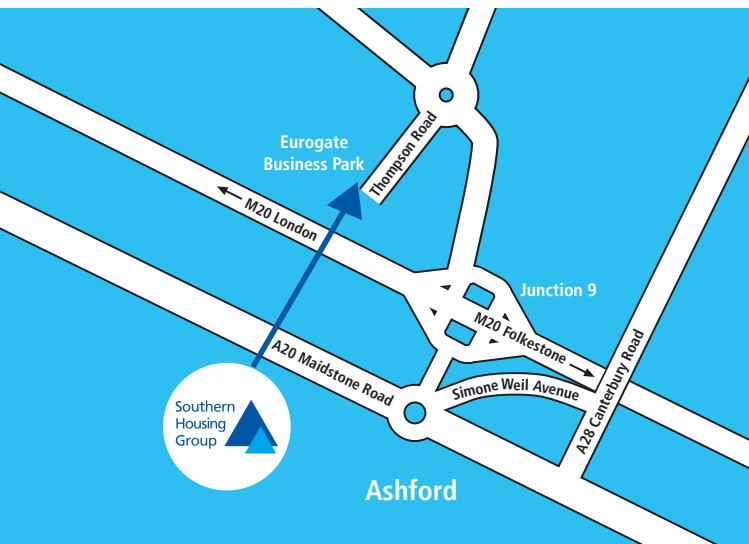 Eurogate
Business Park
Thompson Road
M20 London
Junction 9
M20 Folkestone
A20 Maidstone Road
Simone Weil Avenue
A28 Canterbury Road
Southern
Housing
Group
Ashford